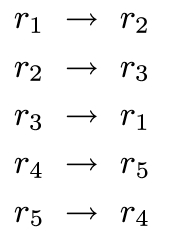 r₁ → r₂
r₂ → r₃
r₃ → r₁
r₄ → r₅
r₅ → r₄